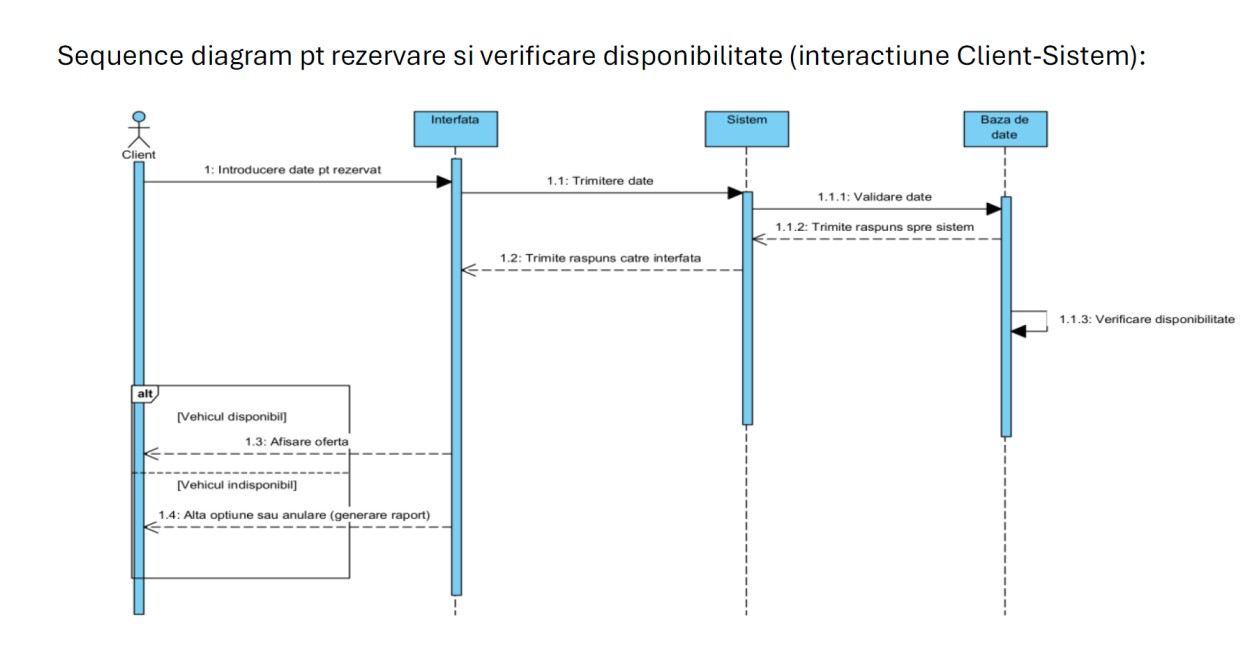 Sequence diagram pt rezervare si verificare disponibilitate (interactiune Client-Sistem):
Client
Interfata
Sistem
Baza de
date
1: Introducere date pt rezervat
1.1: Trimitere date
1.1.1: Validare date
1.1.2: Trimite raspuns spre sistem
1.2: Trimite raspuns catre interfata
1.1.3: Verificare disponibilitate
alt
[Vehicul disponibil]
1.3: Afisare oferta
[Vehicul indisponibil]
1.4: Alta optiune sau anulare (generare raport)